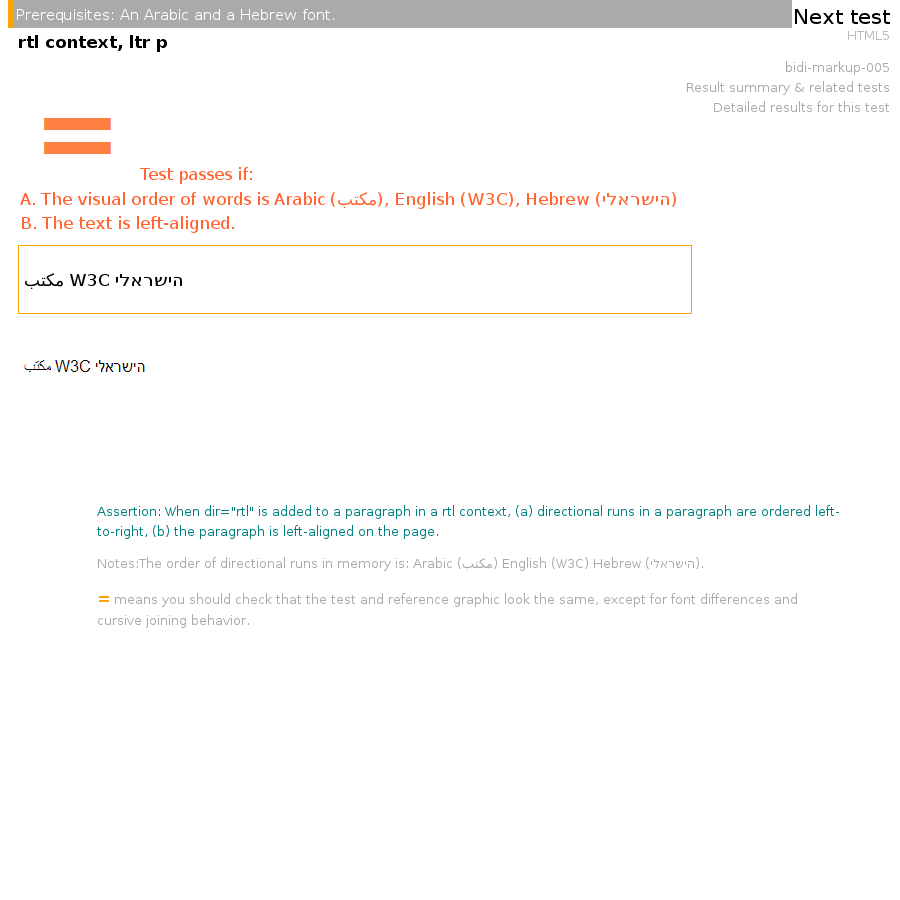 Prerequisites: An Arabic and a Hebrew font.
Next test
rtl context, ltr p
HTML5
bidi-markup-005
Result summary & related tests
Detailed results for this test
=
Test passes if:
A. The visual order of words is Arabic (مكتب), English (W3C), Hebrew (הישראלי)
B. The text is left-aligned.
مكتب W3C הישראלי
مكتب W3C הישראלי
Assertion: When dir="rtl" is added to a paragraph in a rtl context, (a) directional runs in a paragraph are ordered left-
to-right, (b) the paragraph is left-aligned on the page.
Notes:The order of directional runs in memory is: Arabic (مكتب) English (W3C) Hebrew (הישראלי).
= means you should check that the test and reference graphic look the same, except for font differences and
cursive joining behavior.